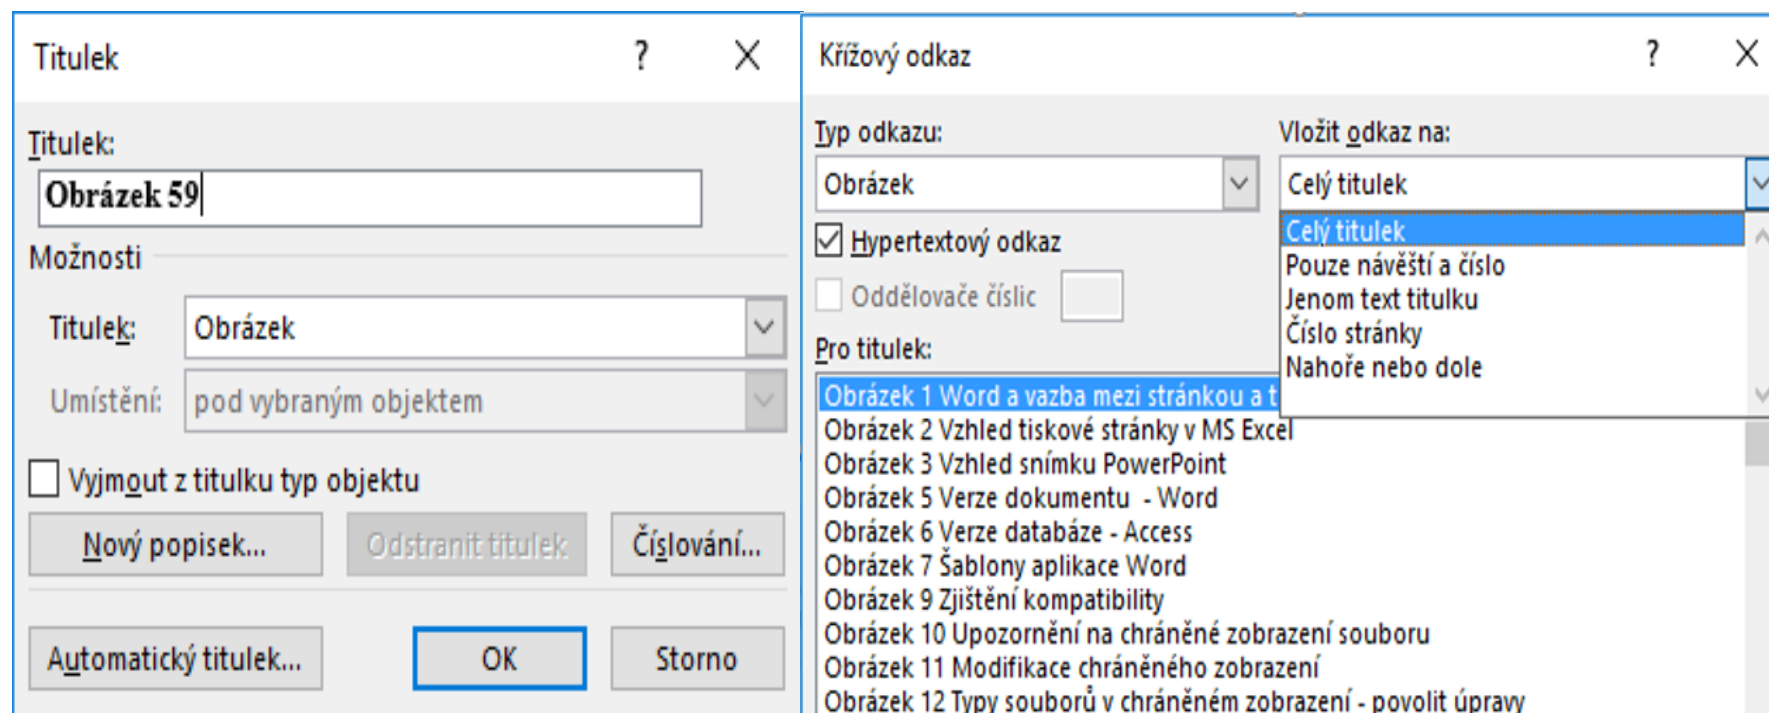 Titulek ?
Titulek:
Obrázek 59
Možnosti
Titulek: Obrázek
Umístění: pod vybraným objektem
Vyjmout z titulku typ objektu
Nový popisek... Odstranit titulek Číslování...
Automatický titulek... OK Storno
Křížový odkaz ?
Typ odkazu: Vložit odkaz na:
Obrázek Celý titulek
Hypertextový odkaz
Oddělovače číslic
Celý titulek
Pouze návěští a číslo
Jenom text titulku
Číslo stránky
Nahoře nebo dole
Pro titulek:
Obrázek 1 Word a vazba mezi stránkou a t
Obrázek 2 Vzhled tiskové stránky v MS Excel
Obrázek 3 Vzhled snímku PowerPoint
Obrázek 5 Verze dokumentu - Word
Obrázek 6 Verze databáze - Access
Obrázek 7 Šablony aplikace Word
Obrázek 9 Zjištění kompatibility
Obrázek 10 Upozornění na chráněné zobrazení souboru
Obrázek 11 Modifikace chráněného zobrazení
Obrázek 12 Typy souborů v chráněném zobrazení - povolit úpravy